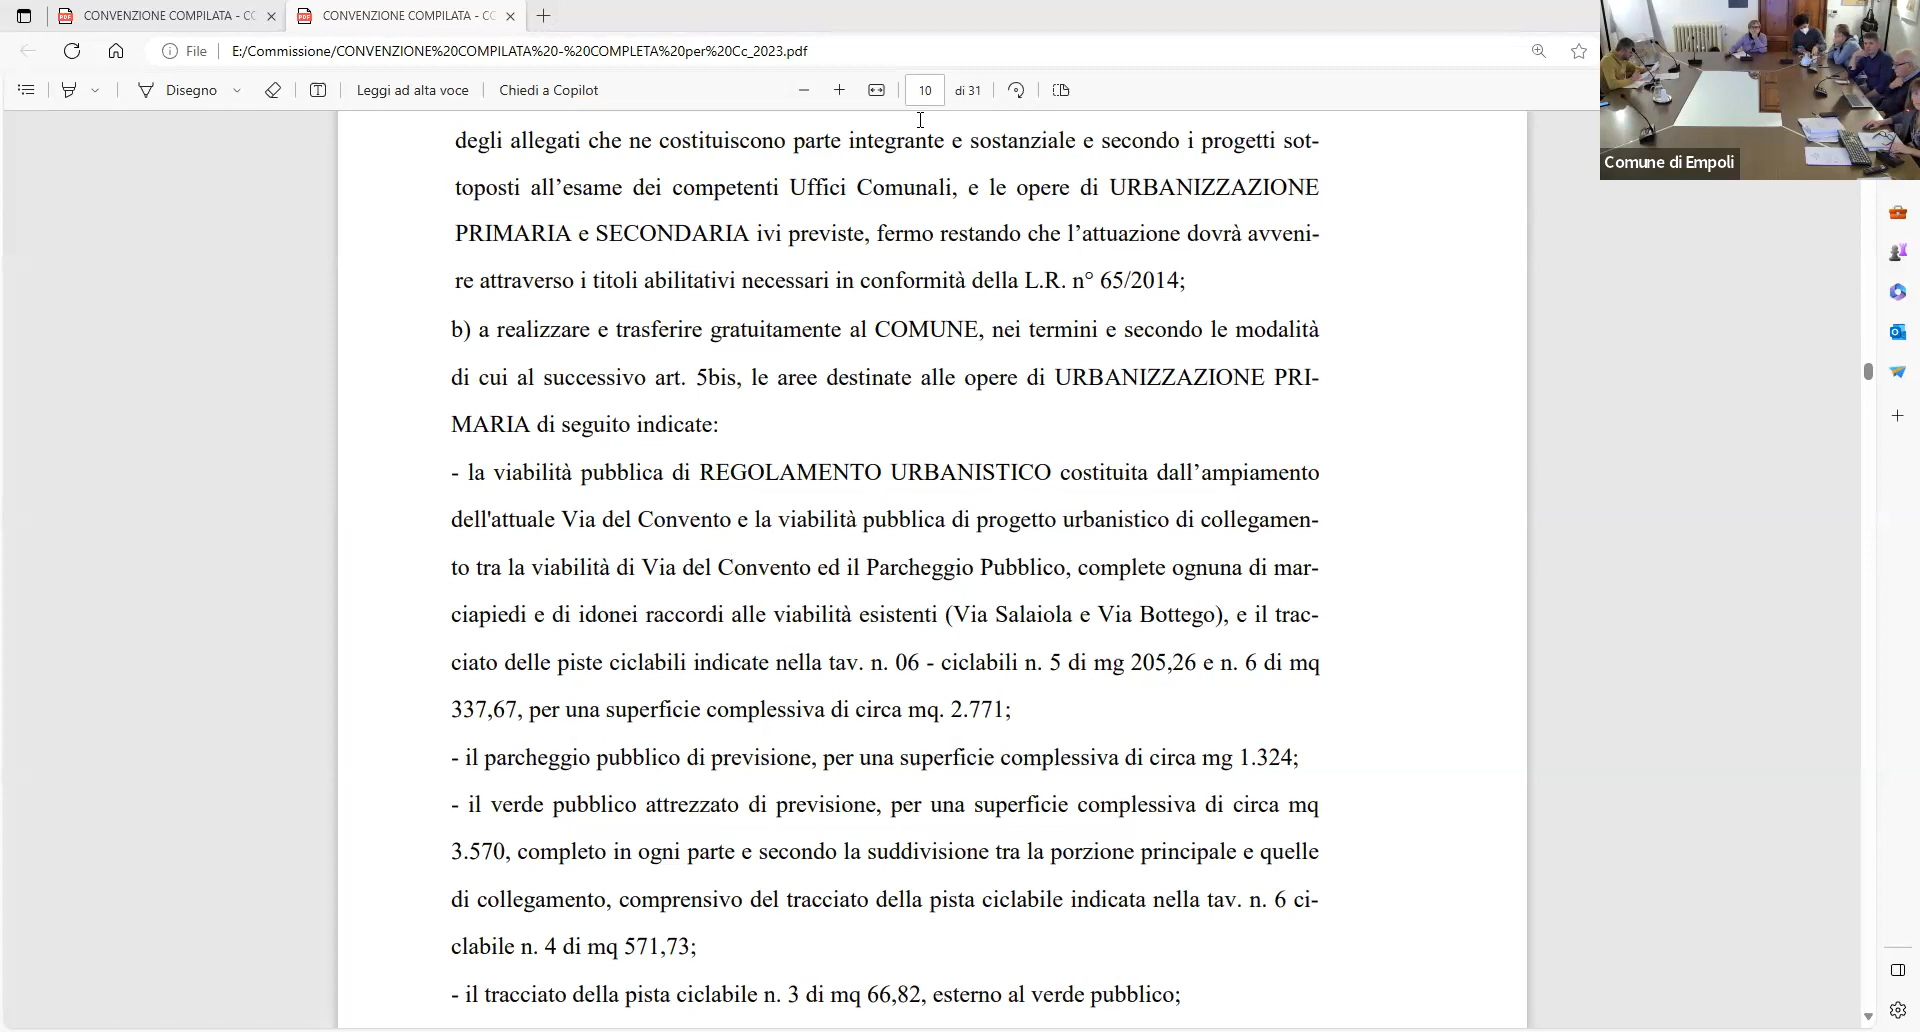 CONVENZIONE COMPILATA - CC
CONVENZIONE COMPILATA - CC
File
E:/Commissione/CONVENZIONE%20COMPILATA%20-%20COMPLETA%20per%20Cc_2023.pdf
Disegno
Leggi ad alta voce
Chiedi a Copilot
10
di 31
Comune di Empoli
degli allegati che ne costituiscono parte integrante e sostanziale e secondo i progetti sot-
toposti all’esame dei competenti Uffici Comunali, e le opere di URBANIZZAZIONE
PRIMARIA e SECONDARIA ivi previste, fermo restando che l’attuazione dovrà avveni-
re attraverso i titoli abilitativi necessari in conformità della L.R. n° 65/2014;
b) a realizzare e trasferire gratuitamente al COMUNE, nei termini e secondo le modalità
di cui al successivo art. 5bis, le aree destinate alle opere di URBANIZZAZIONE PRI-
MARIA di seguito indicate:
- la viabilità pubblica di REGOLAMENTO URBANISTICO costituita dall’ampiamento
dell'attuale Via del Convento e la viabilità pubblica di progetto urbanistico di collegamen-
to tra la viabilità di Via del Convento ed il Parcheggio Pubblico, complete ognuna di mar-
ciapiedi e di idonei raccordi alle viabilità esistenti (Via Salaiola e Via Bottego), e il trac-
ciato delle piste ciclabili indicate nella tav. n. 06 - ciclabili n. 5 di mg 205,26 e n. 6 di mq
337,67, per una superficie complessiva di circa mq. 2.771;
- il parcheggio pubblico di previsione, per una superficie complessiva di circa mg 1.324;
- il verde pubblico attrezzato di previsione, per una superficie complessiva di circa mq
3.570, completo in ogni parte e secondo la suddivisione tra la porzione principale e quelle
di collegamento, comprensivo del tracciato della pista ciclabile indicata nella tav. n. 6 ci-
clabile n. 4 di mq 571,73;
- il tracciato della pista ciclabile n. 3 di mq 66,82, esterno al verde pubblico;